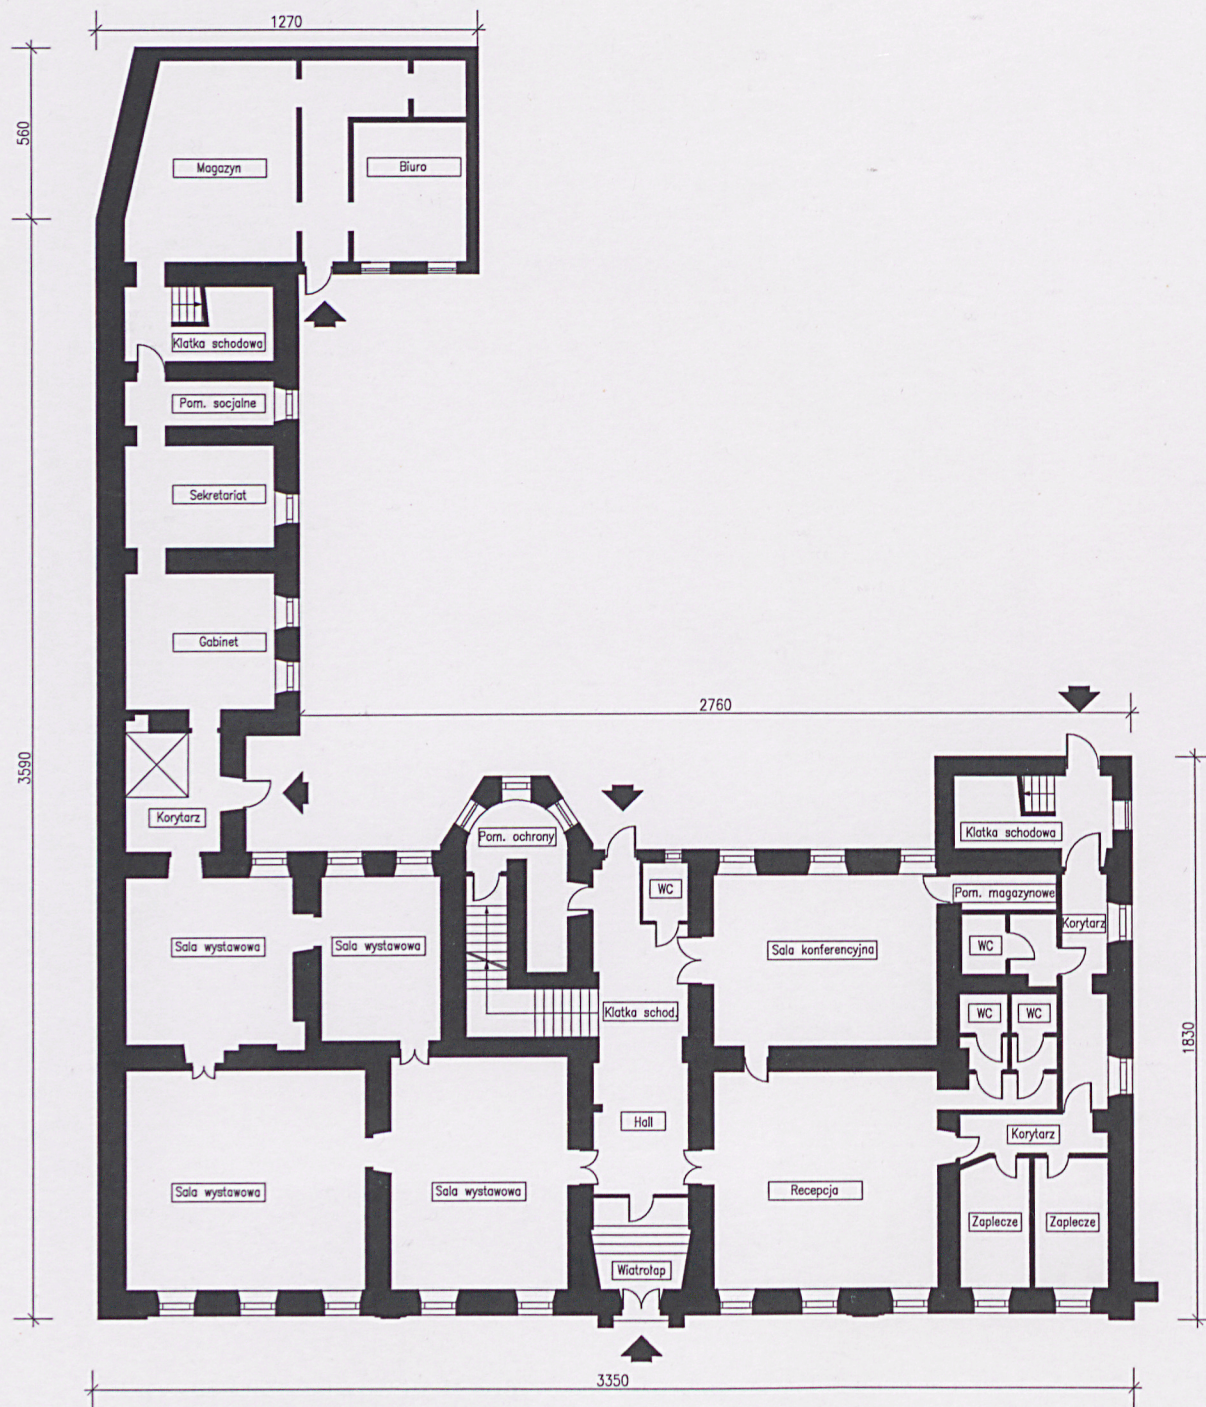 1270
560
Magazyn
Biuro
Klatka schodowa
Pom. socjalne
Sekretariat
Gabinet
2760
3590
Korytarz
Pom. ochrony
Klatka schodowa
WC
Pom. magazynowe
Korytarz
Sala wystawowa
Sala wystawowa
Sala konferencyjna
WC
Klatka schod.
WC
WC
1830
Hall
Korytarz
Sala wystawowa
Sala wystawowa
Recepcja
Zaplecze
Zaplecze
Wiatrołap
3350